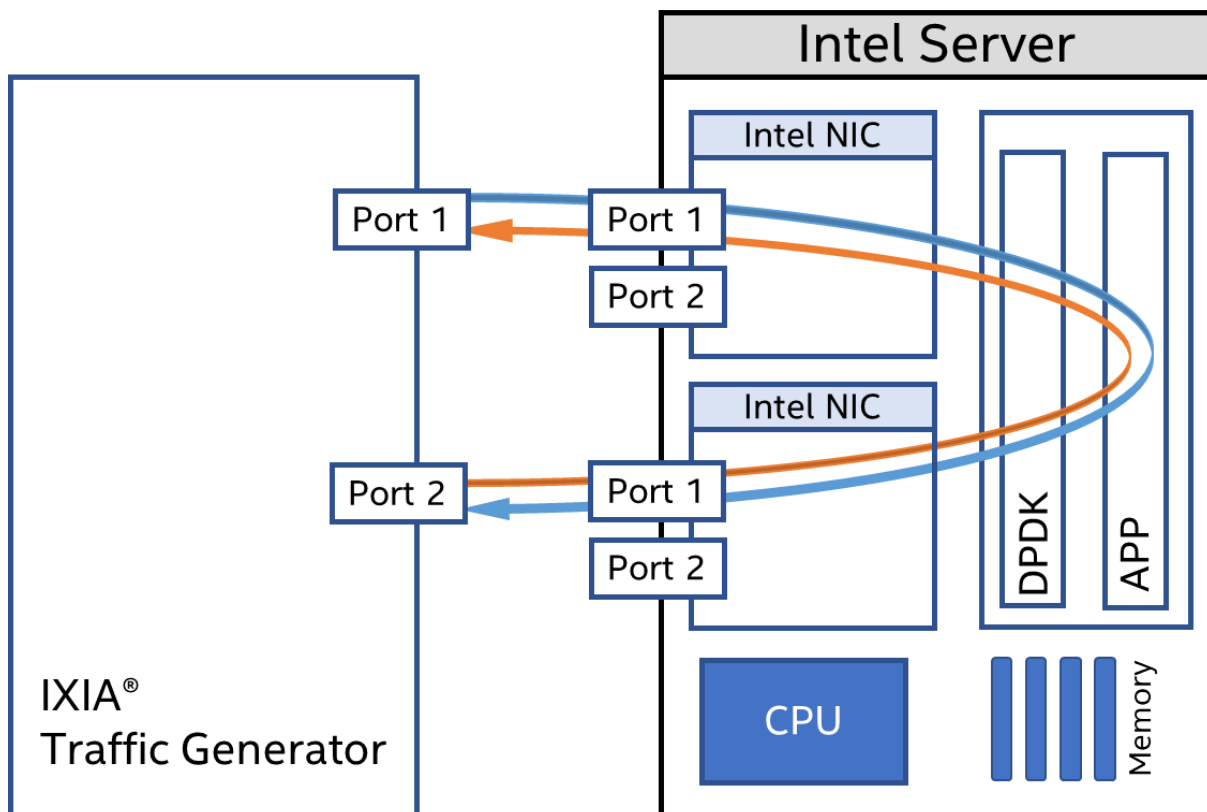 Intel Server
Intel NIC
Port 1
Port 1
Port 2
Intel NIC
Port 2
Port 1
Port 2
DPDK
APP
IXIA®
Traffic Generator
CPU
Memory